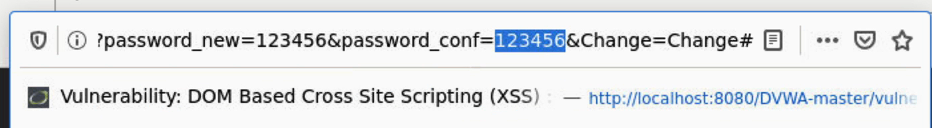 ?password_new=123456&password_conf=123456&Change=Change#
Vulnerability: DOM Based Cross Site Scripting (XSS) : — http://localhost:8080/DVWA-master/vulne